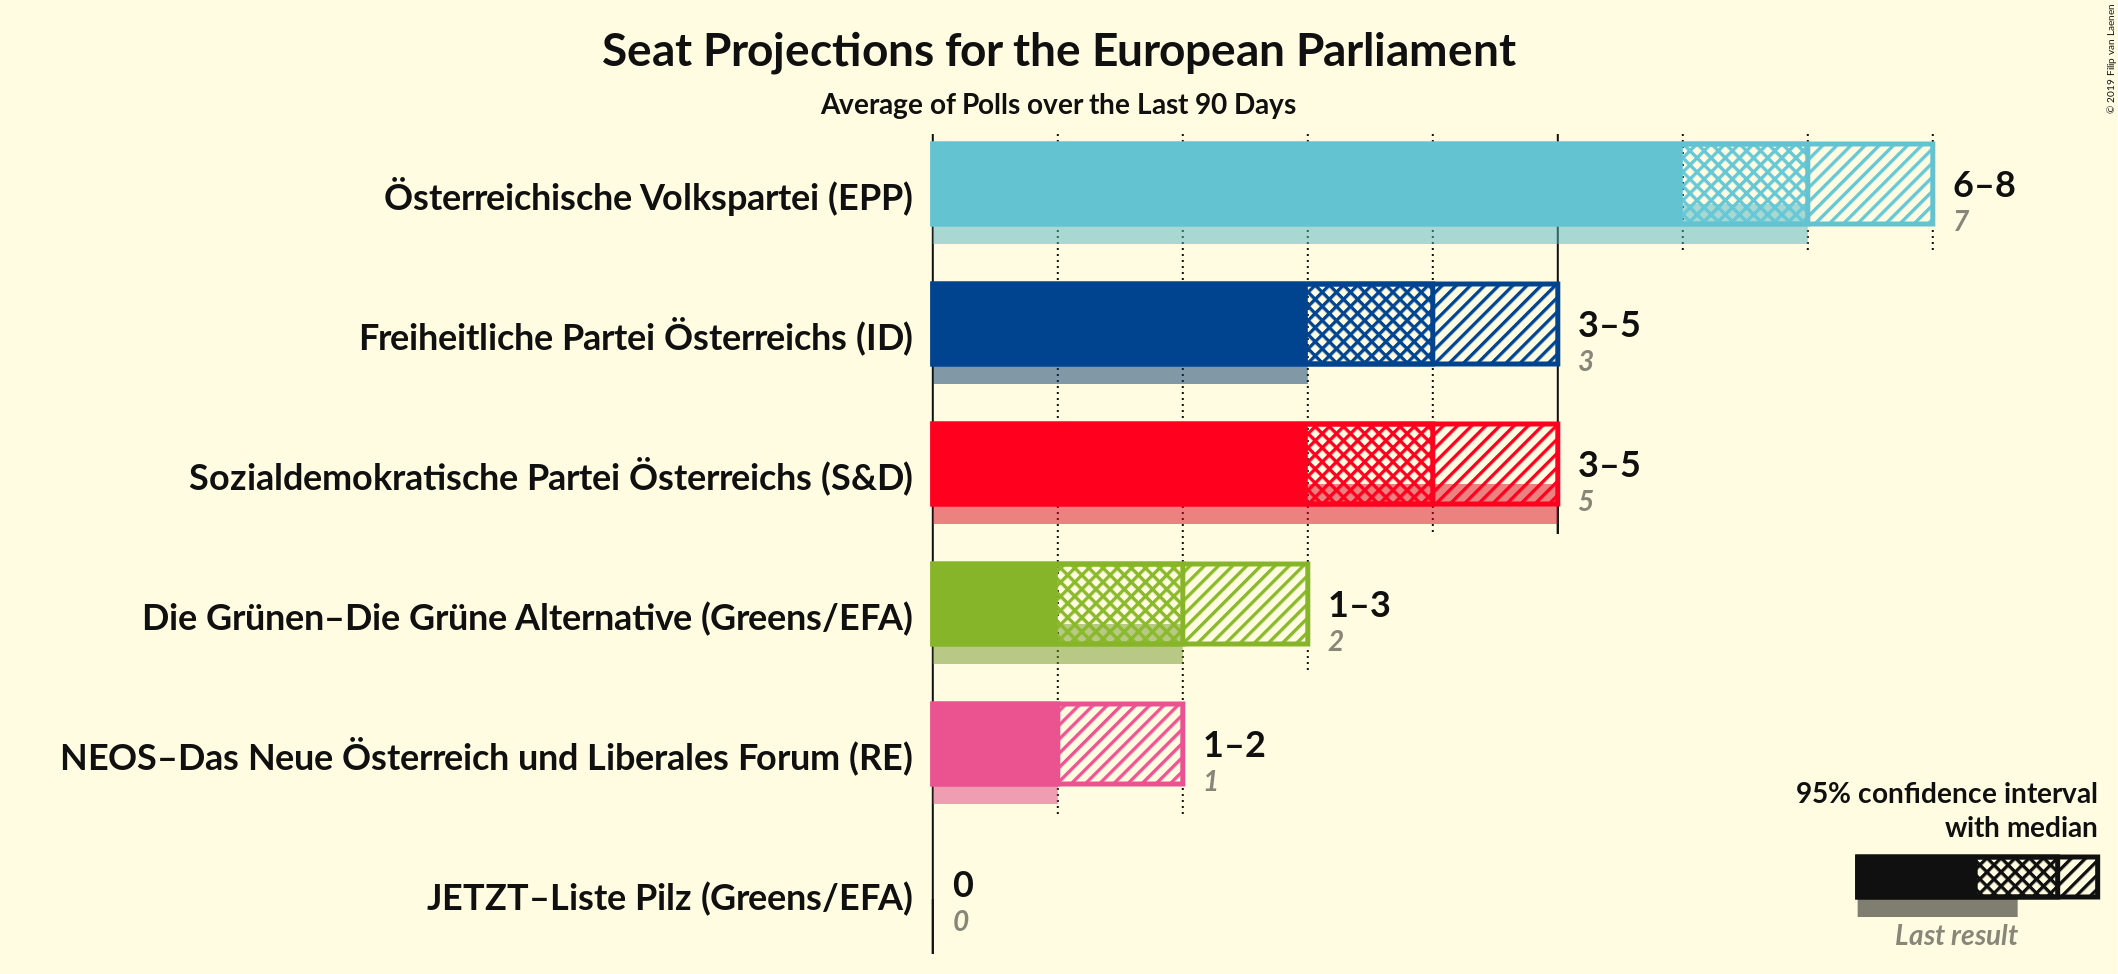 Seat Projections for the European Parliament
Average of Polls over the Last 90 Days
© 2019 Filip van Laenen
Österreichische Volkspartei (EPP)
6–8
7
Freiheitliche Partei Österreichs (ID)
3–5
3
Sozialdemokratische Partei Österreichs (S&D)
3–5
5
Die Grünen–Die Grüne Alternative (Greens/EFA)
1–3
2
NEOS–Das Neue Österreich und Liberales Forum (RE)
1–2
1
JETZT–Liste Pilz (Greens/EFA)
0
0
95% confidence interval
with median
Last result